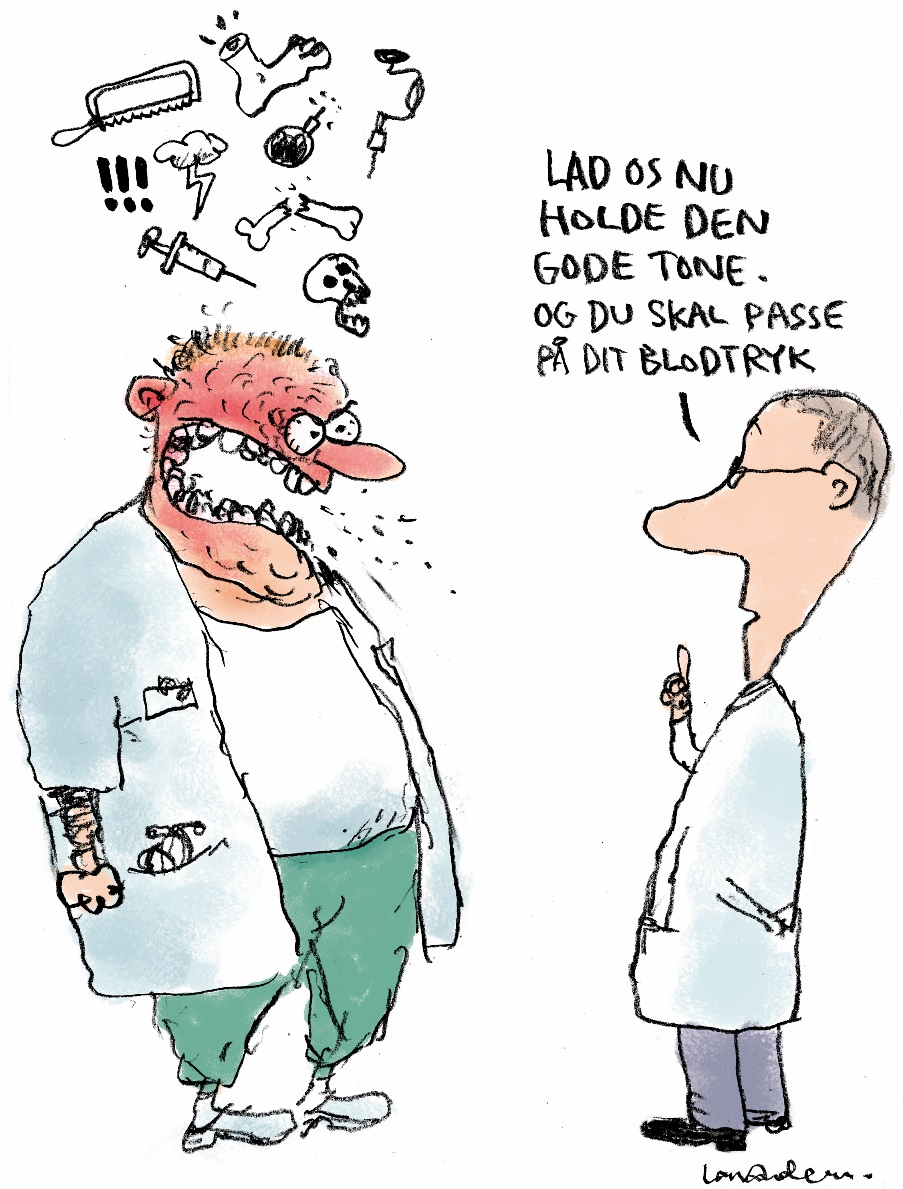 !!!
LAD OS NU
HOLDE DEN
GODE TONE.
OG DU SKAL PASSE
PÅ DIT BLODTRYK